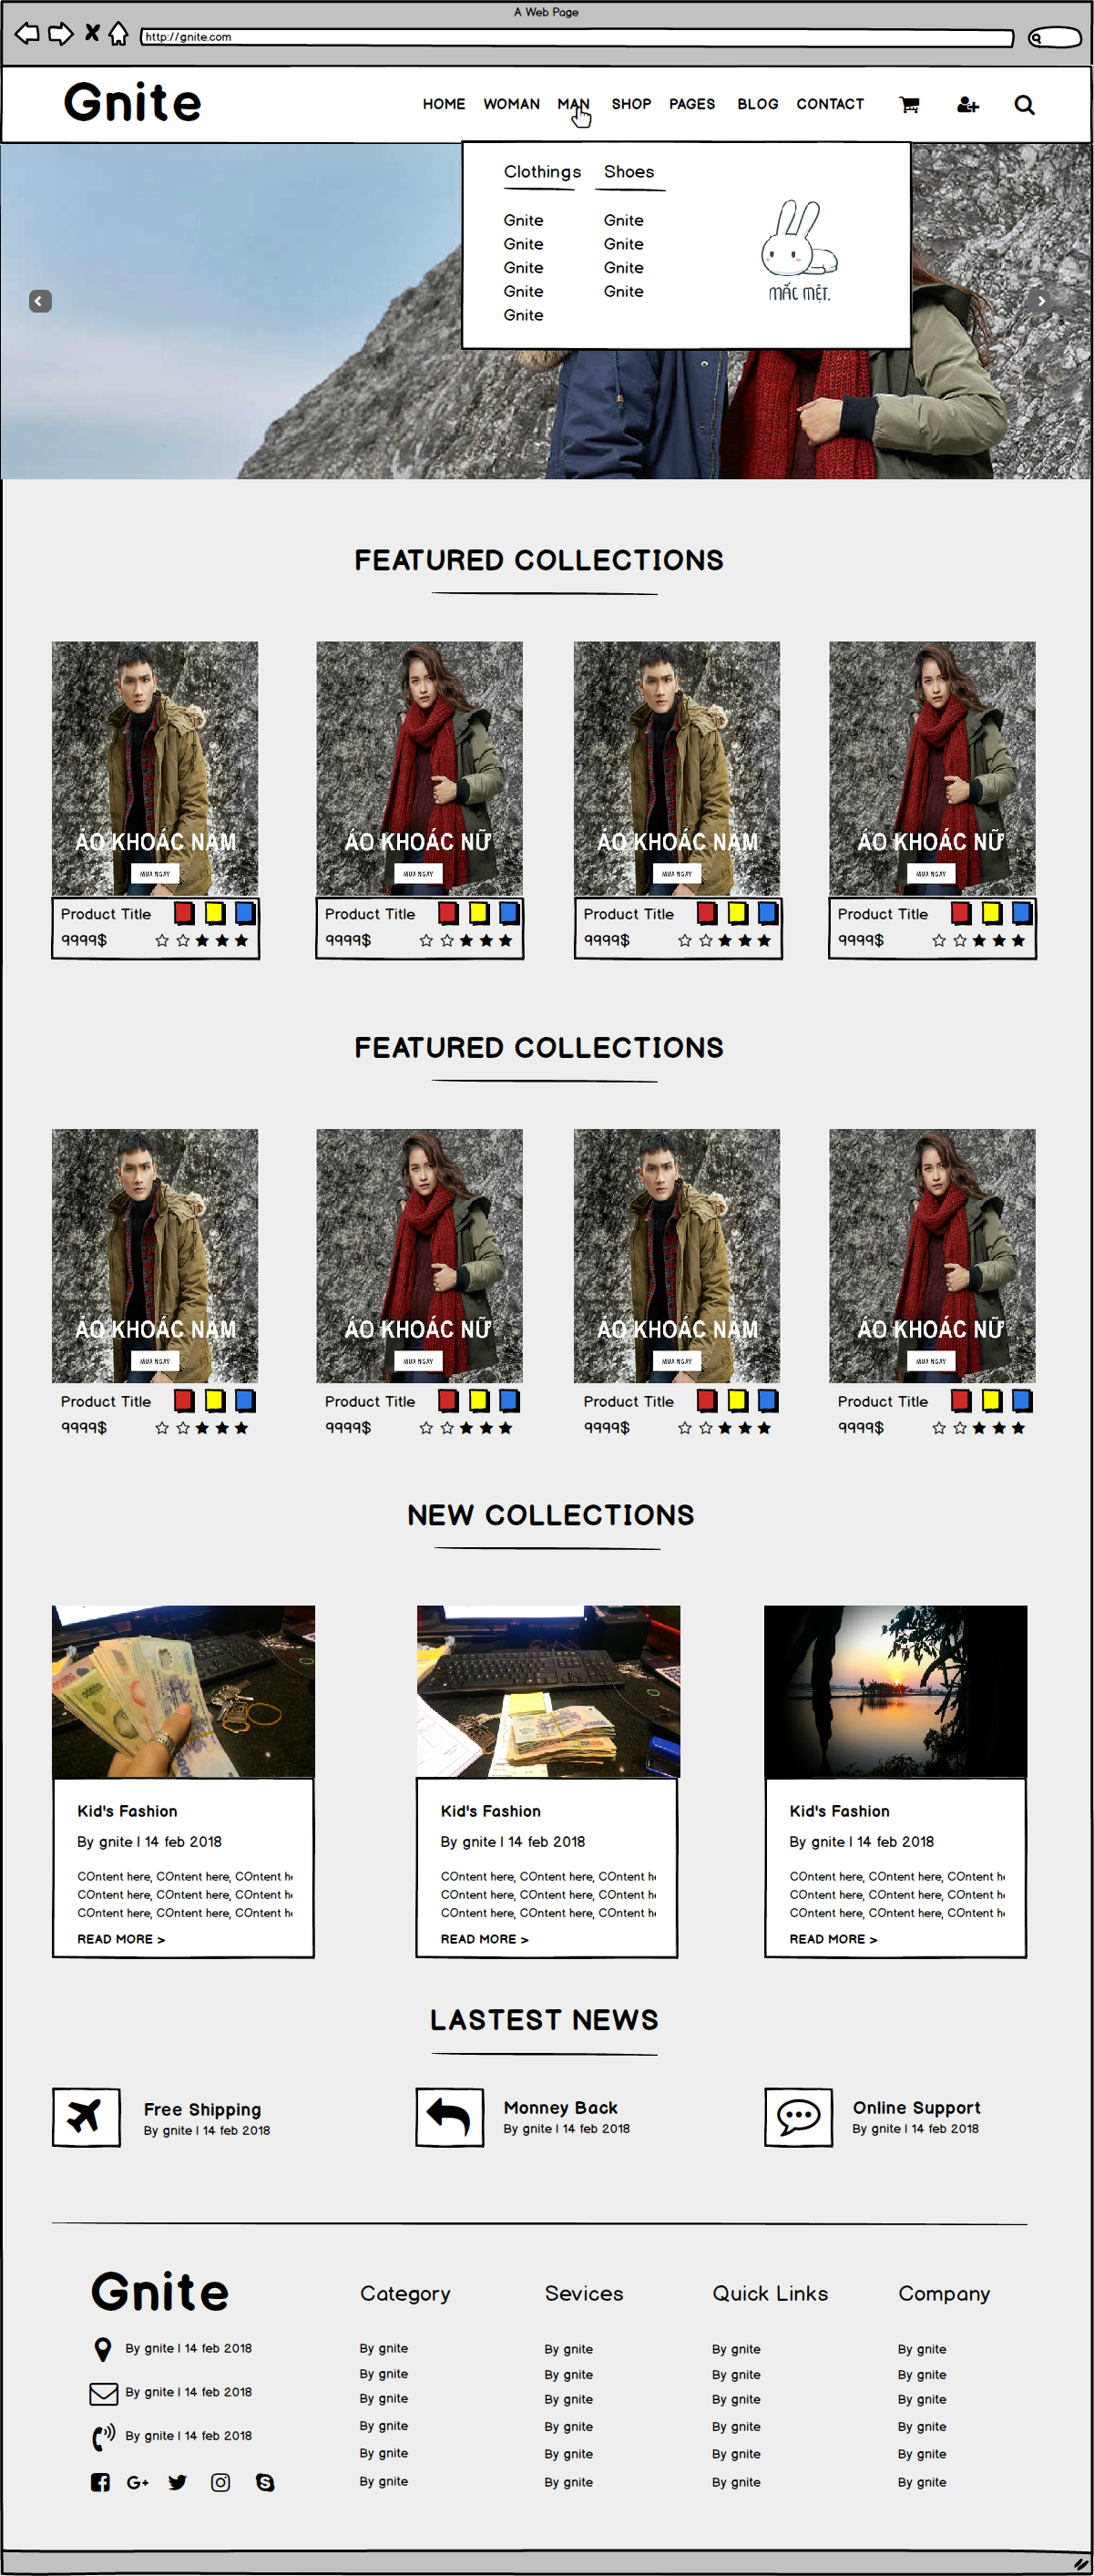 A Web Page
http://gnite.com
Gnite
HOME WOMAN MAN SHOP PAGES BLOG CONTACT
Clothings Shoes
Gnite Gnite
Gnite Gnite
Gnite Gnite
Gnite Gnite
Gnite
MẤC MỆT.
FEATURED COLLECTIONS
ÁO KHOÁC NAM ÁO KHOÁC NỮ ÁO KHOÁC NAM ÁO KHOÁC NỮ
MUA NGAY MUA NGAY MUA NGAY MUA NGAY
Product Title Product Title Product Title Product Title
9999$ 9999$ 9999$ 9999$
FEATURED COLLECTIONS
ÁO KHOÁC NAM ÁO KHOÁC NỮ ÁO KHOÁC NAM ÁO KHOÁC NỮ
MUA NGAY MUA NGAY MUA NGAY MUA NGAY
Product Title Product Title Product Title Product Title
9999$ 9999$ 9999$ 9999$
NEW COLLECTIONS
Kid's Fashion Kid's Fashion Kid's Fashion
By gnite | 14 feb 2018 By gnite | 14 feb 2018 By gnite | 14 feb 2018
COntent here, COntent here, COntent he COntent here, COntent here, COntent he COntent here, COntent here, COntent he
COntent here, COntent here, COntent he COntent here, COntent here, COntent he COntent here, COntent here, COntent he
COntent here, COntent here, COntent he COntent here, COntent here, COntent he COntent here, COntent here, COntent he
READ MORE > READ MORE > READ MORE >
LASTEST NEWS
Free Shipping Monney Back Online Support
By gnite | 14 feb 2018 By gnite | 14 feb 2018 By gnite | 14 feb 2018
Gnite Category Sevices Quick Links Company
By gnite | 14 feb 2018 By gnite By gnite By gnite By gnite
By gnite By gnite By gnite By gnite
By gnite | 14 feb 2018 By gnite By gnite By gnite By gnite
By gnite | 14 feb 2018 By gnite By gnite By gnite By gnite
By gnite By gnite By gnite By gnite
By gnite By gnite By gnite By gnite